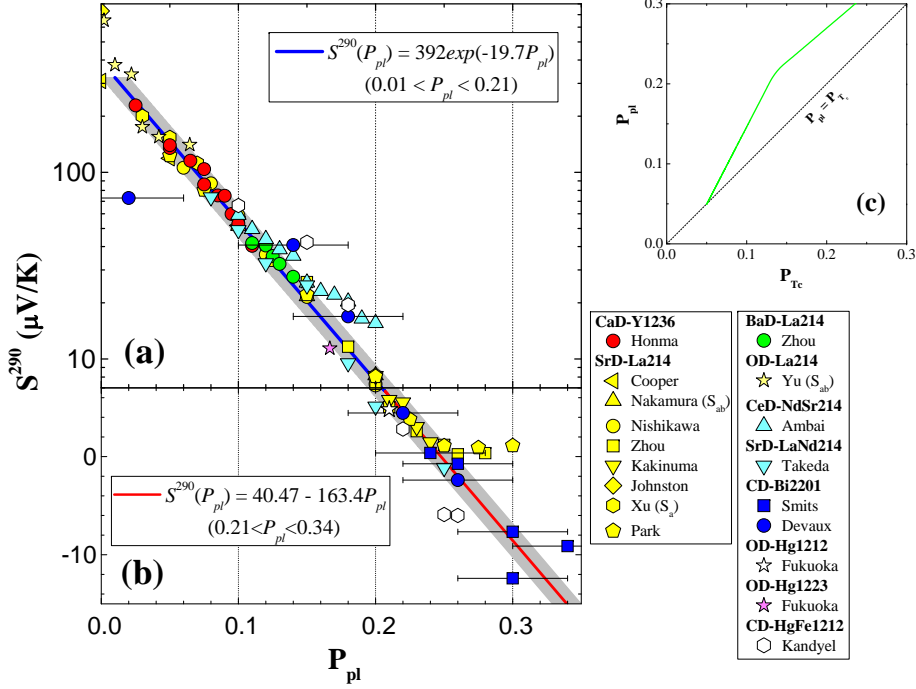 S²⁹⁰(P_pl) = 392exp(-19.7P_pl)
(0.01 < P_pl < 0.21)
100
10
S²⁹⁰ (μV/K)
(a)
0
-10
S²⁹⁰(P_pl) = 40.47 - 163.4P_pl
(0.21<P_pl<0.34)
(b)
0.0 0.1 0.2 0.3
P_pl
0.3
0.2
0.1
0.0
P_pl
P_pl = P_Tc
(c)
0.0 0.1 0.2 0.3
P_Tc
CaD-Y1236
Honma
SrD-La214
Cooper
Nakamura (S_ab)
Nishikawa
Zhou
Kakinuma
Johnston
Xu (S_a)
Park
BaD-La214
Zhou
OD-La214
Yu (S_ab)
CeD-NdSr214
Ambai
SrD-LaNd214
Takeda
CD-Bi2201
Smits
Devaux
OD-Hg1212
Fukuoka
OD-Hg1223
Fukuoka
CD-HgFe1212
Kandyel